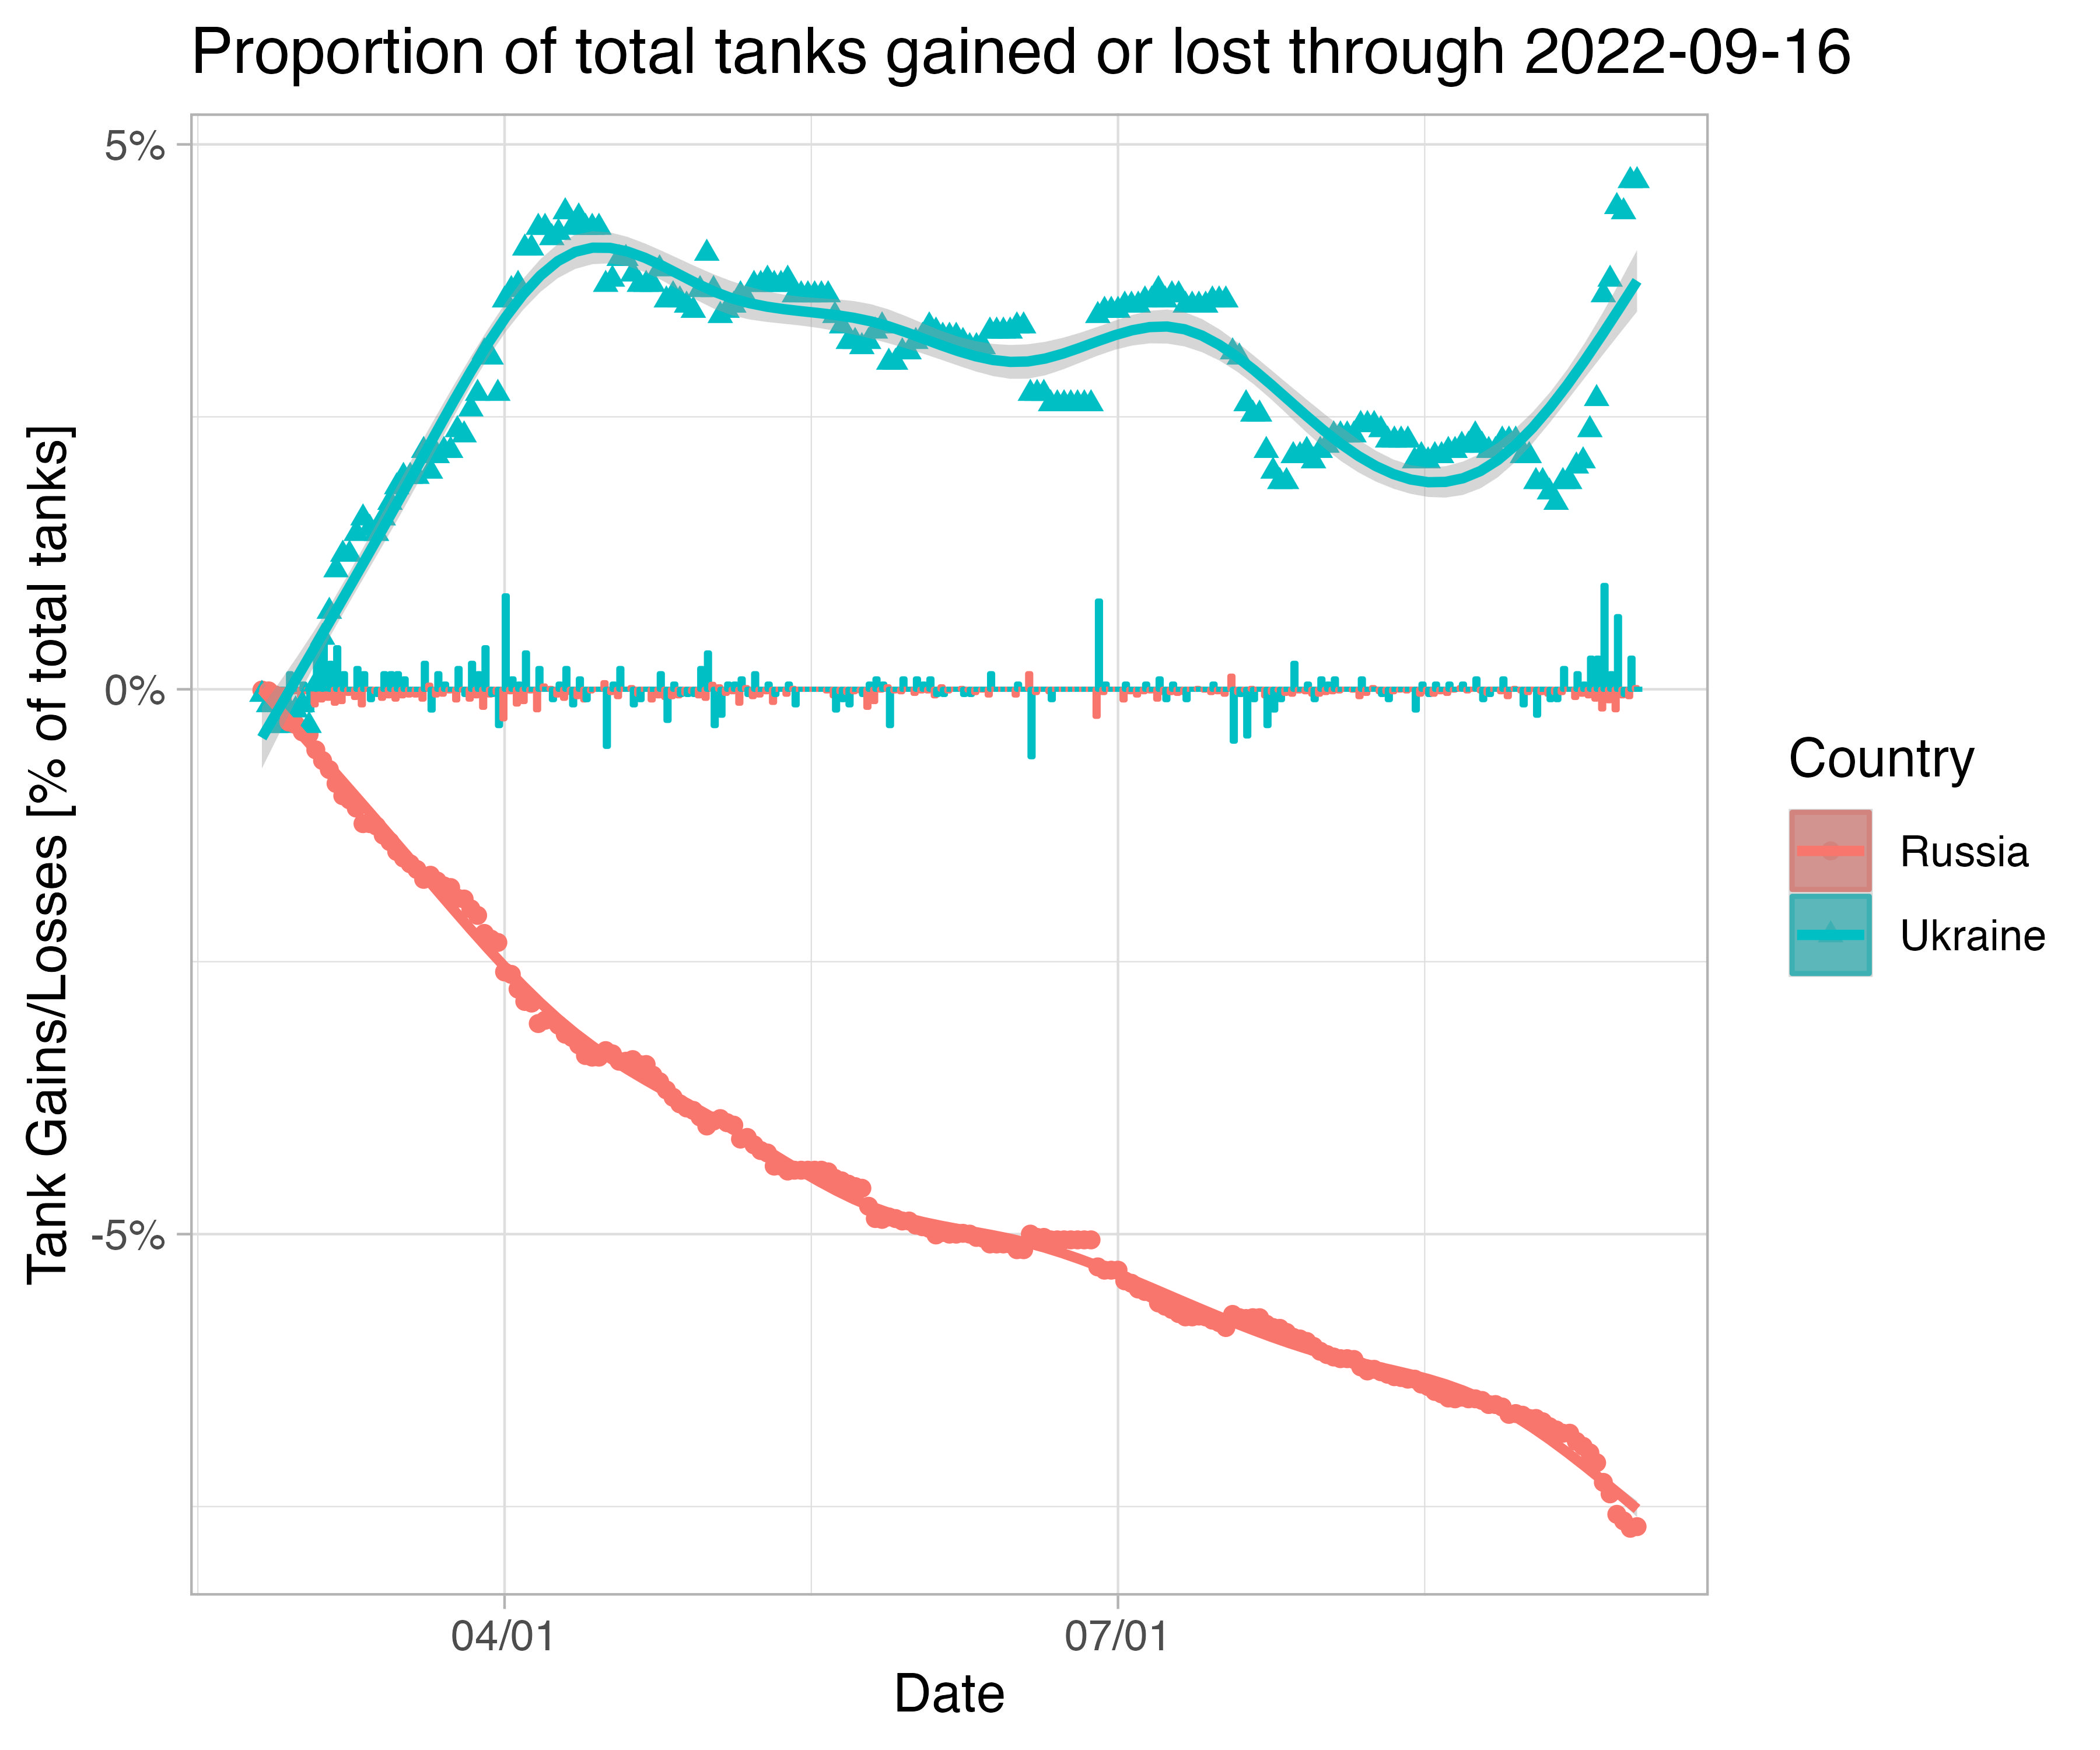 Proportion of total tanks gained or lost through 2022-09-16
Tank Gains/Losses [% of total tanks]
5%
0%
-5%
04/01
07/01
Date
Country
Russia
Ukraine